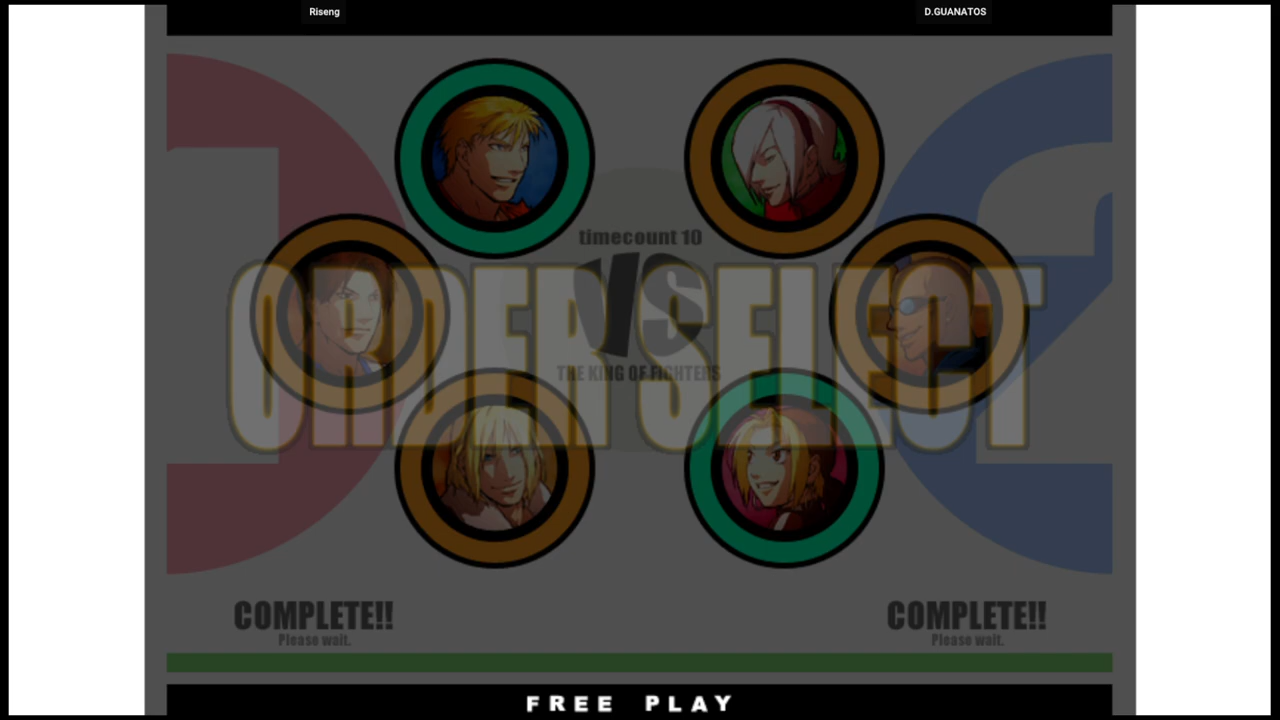 Riseng
D.GUANATOS
timecount 10
VS
ORDER SELECT
THE KING OF FIGHTERS
COMPLETE!!
Please wait.
COMPLETE!!
Please wait.
FREE PLAY